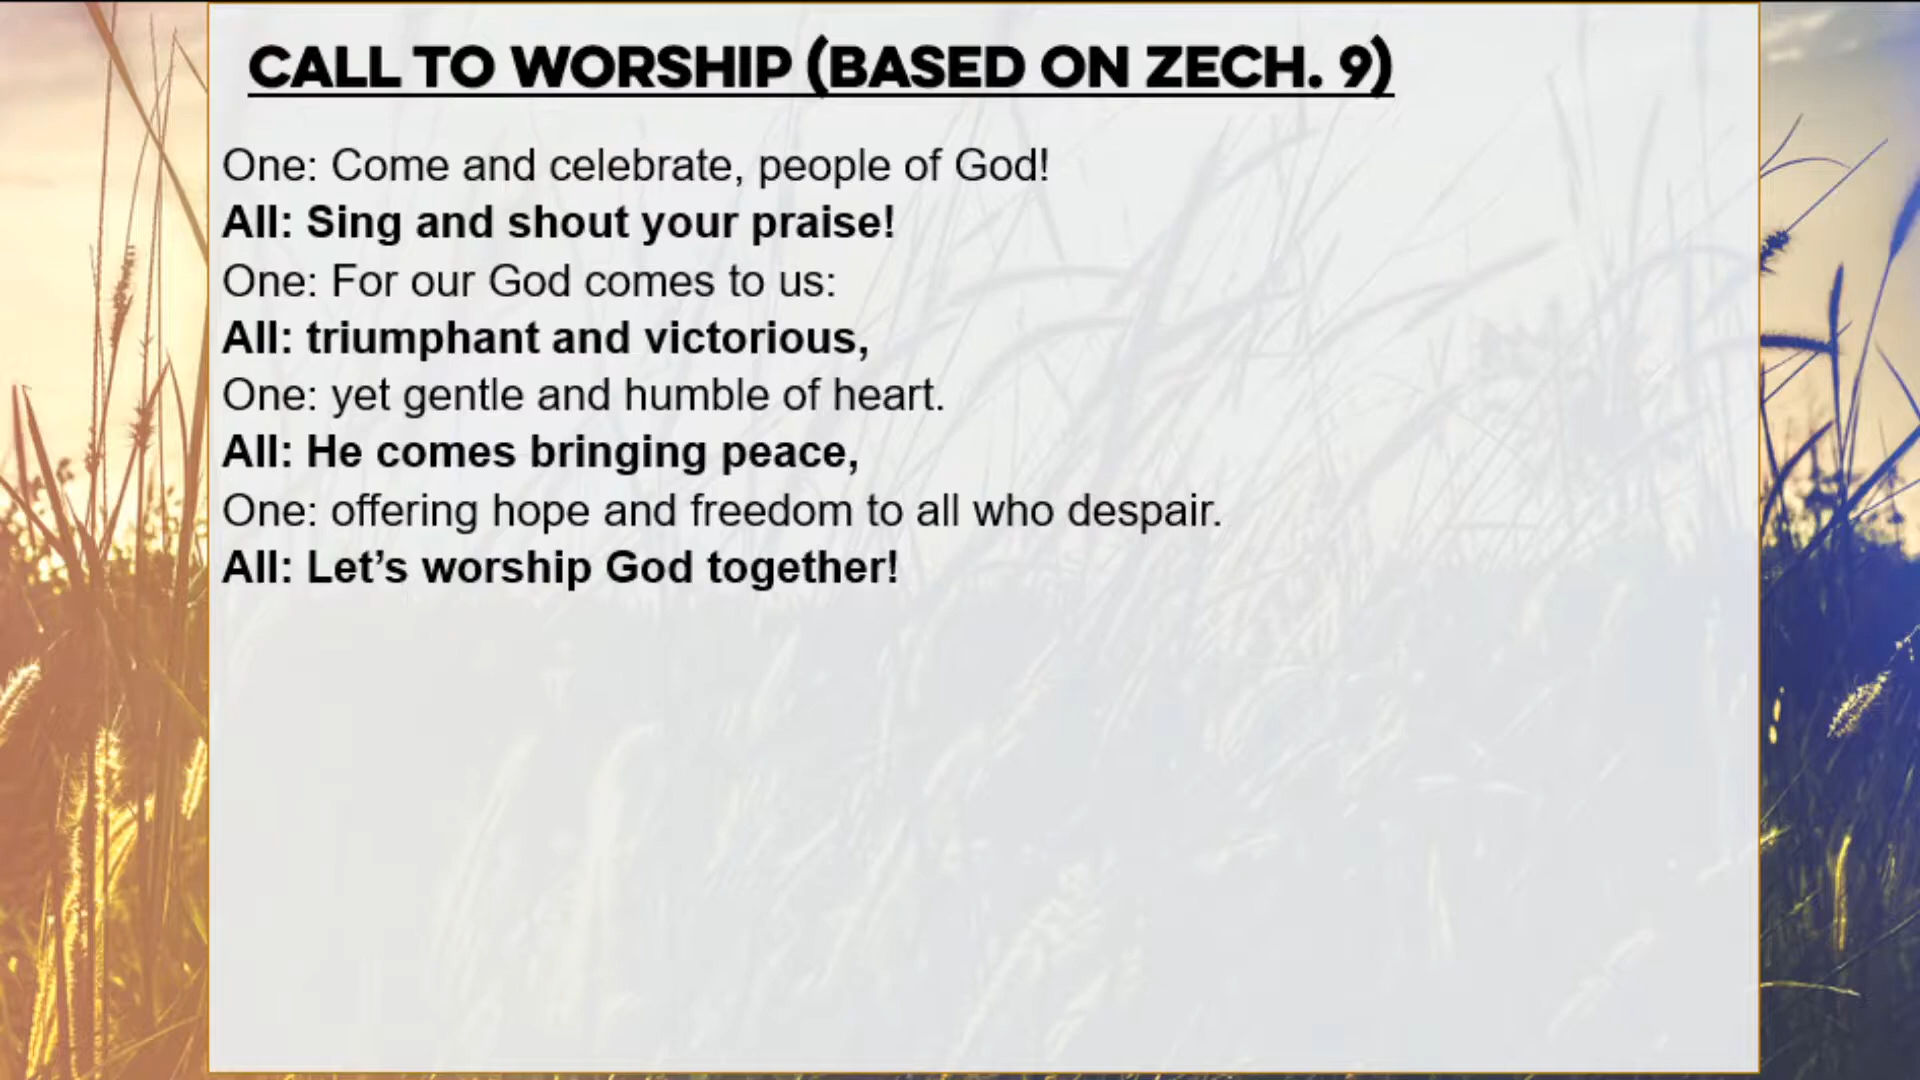 CALL TO WORSHIP (BASED ON ZECH. 9)
One: Come and celebrate, people of God!
All: Sing and shout your praise!
One: For our God comes to us:
All: triumphant and victorious,
One: yet gentle and humble of heart.
All: He comes bringing peace,
One: offering hope and freedom to all who despair.
All: Let’s worship God together!